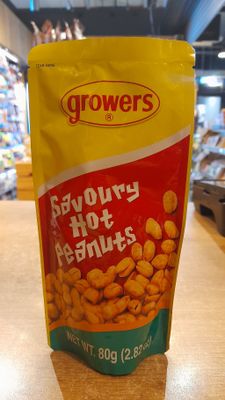 growers
®
Savoury
Hot
Peanuts
NET WT. 80g (2.82oz)